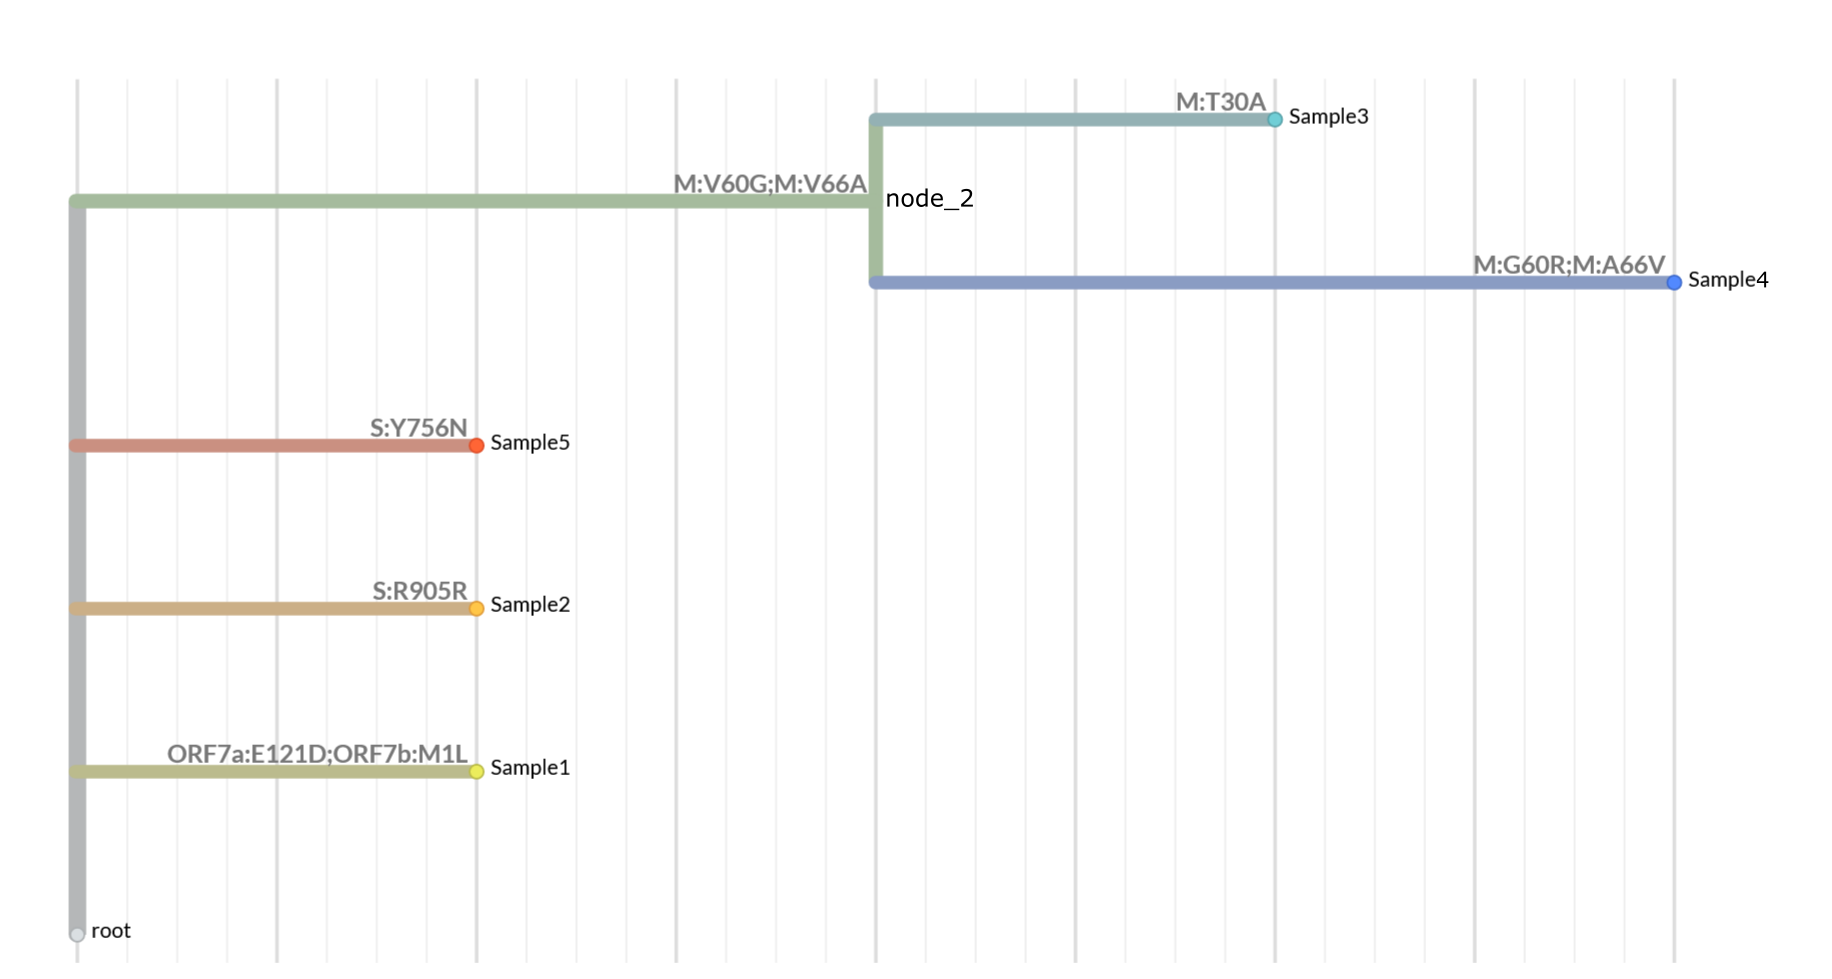 M:T30A
Sample3
M:V60G;M:V66A
node_2
M:G60R;M:A66V
Sample4
S:Y756N
Sample5
S:R905R
Sample2
ORF7a:E121D;ORF7b:M1L
Sample1
root